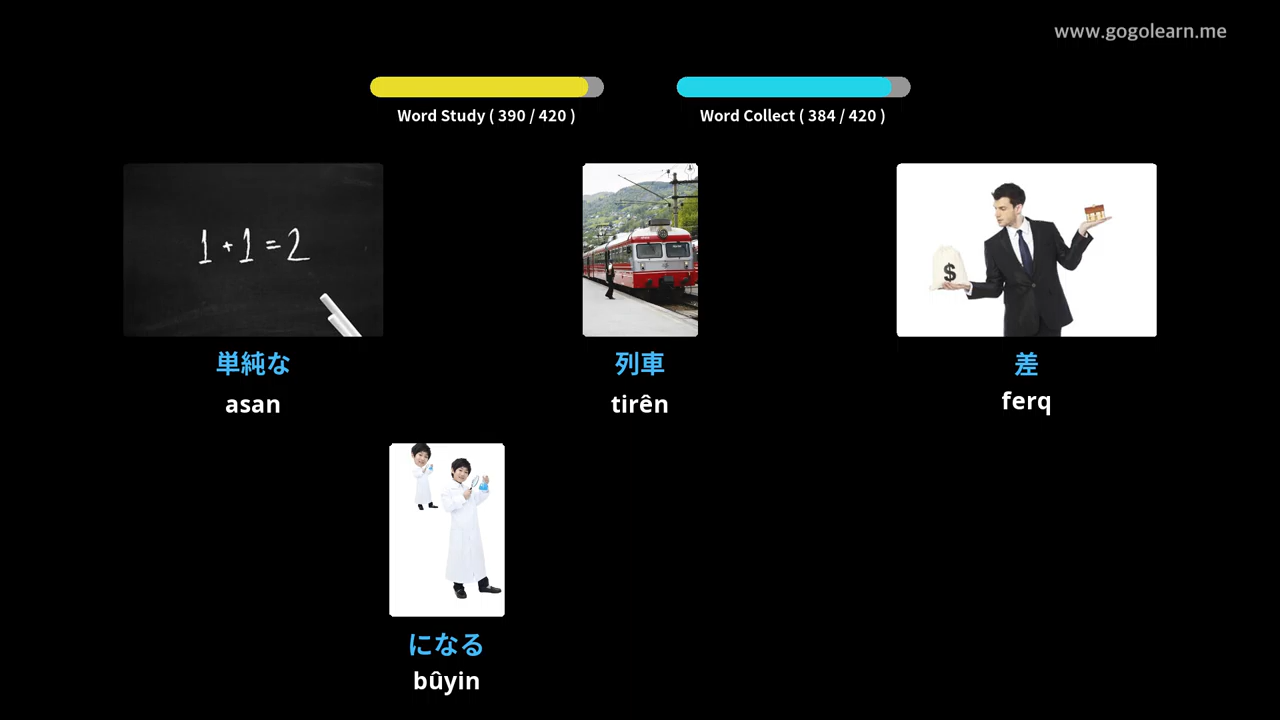 www.gogolearn.me
Word Study ( 390 / 420 )
Word Collect ( 384 / 420 )
1 + 1 = 2
$
単純な
列車
差
asan
tirên
ferq
になる
bûyin